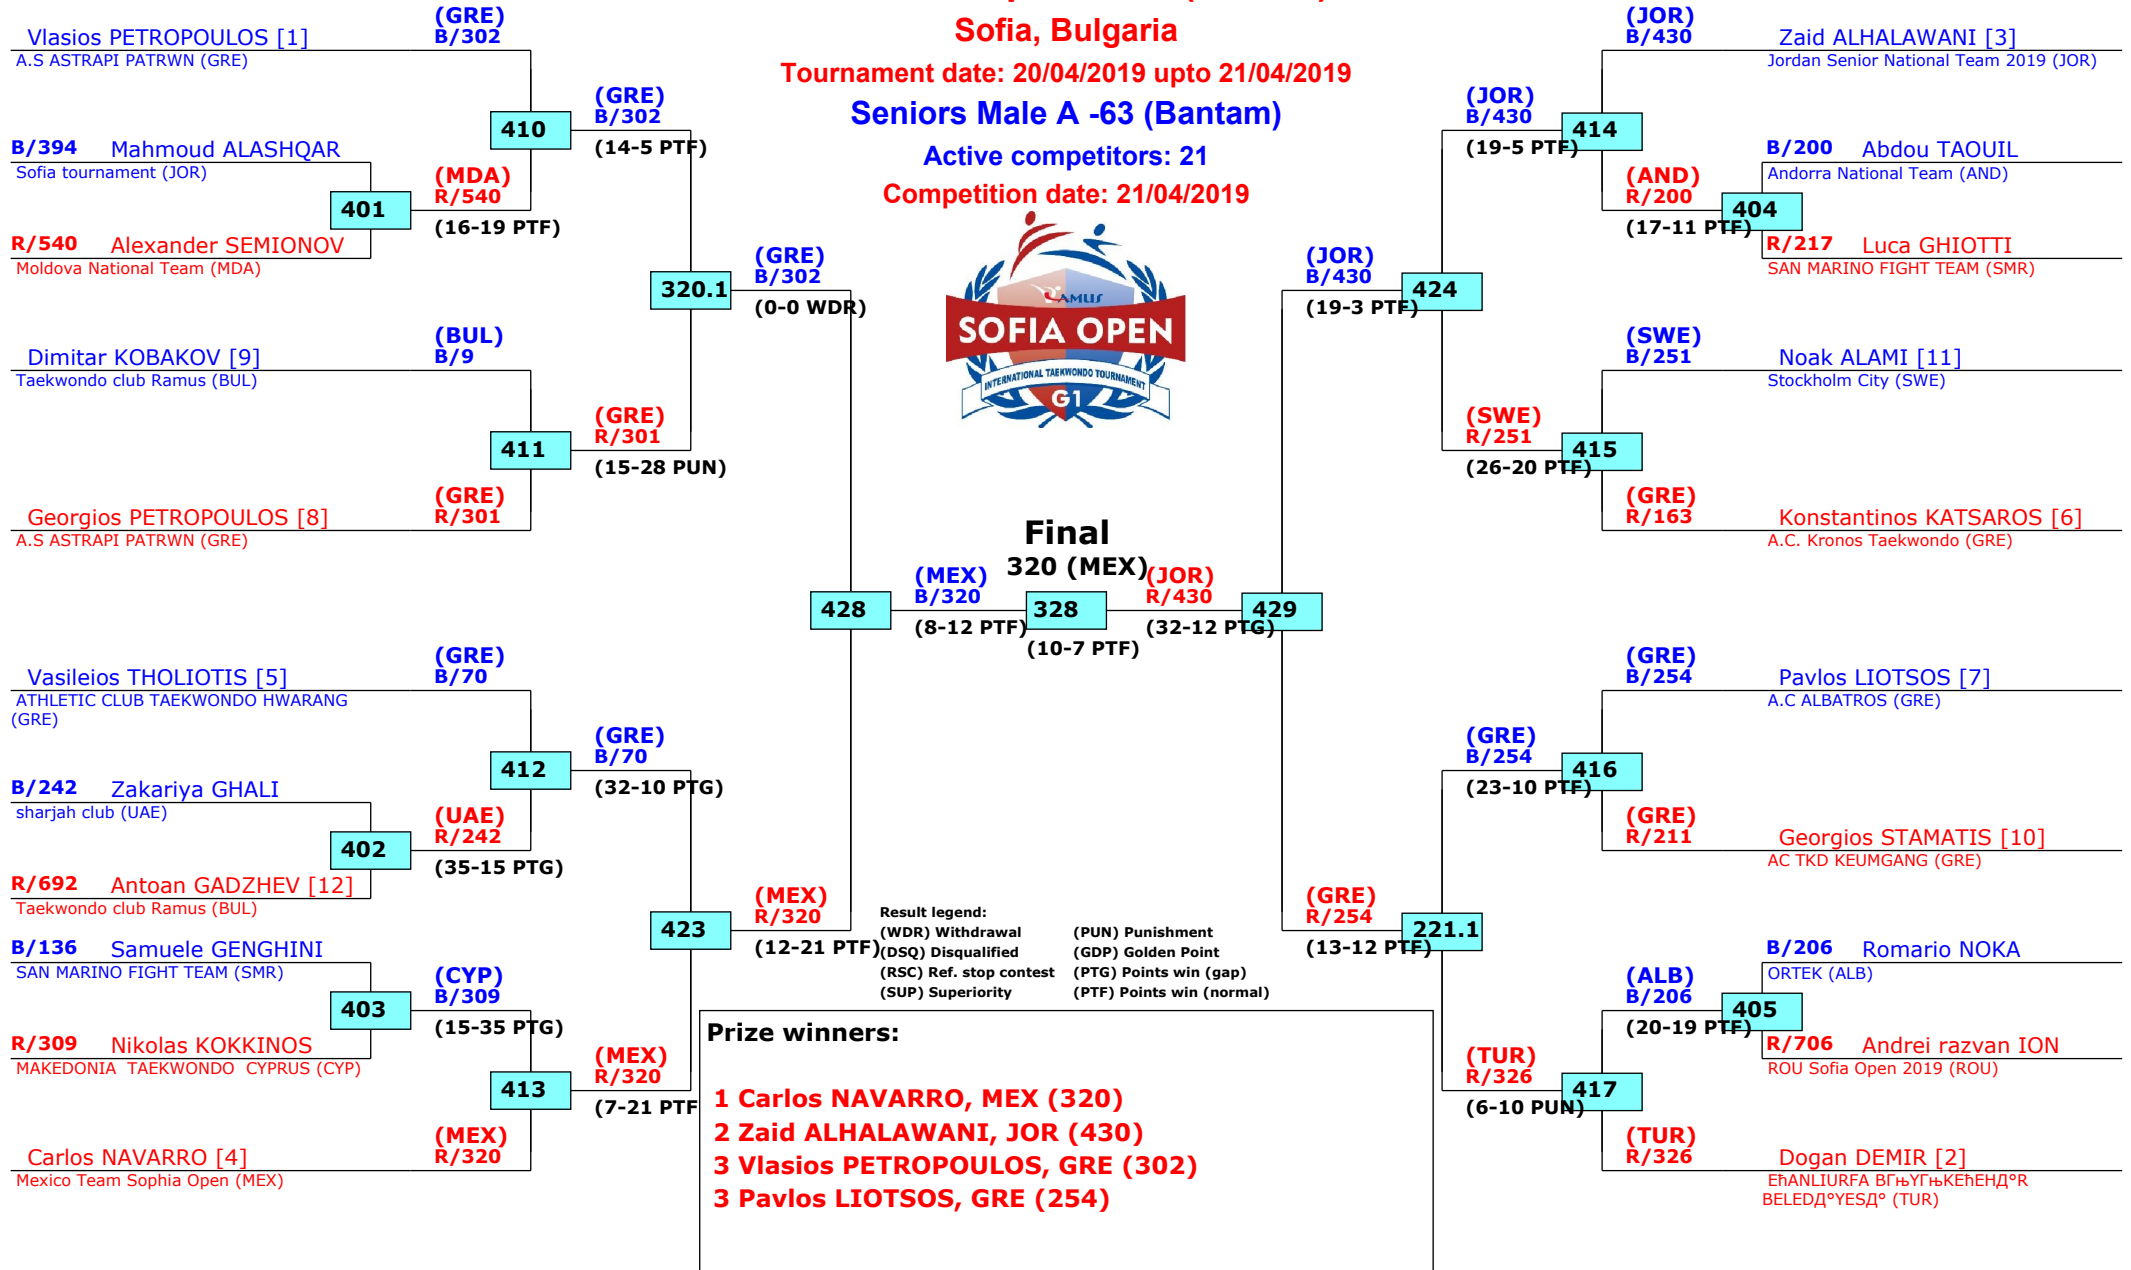 Sofia, Bulgaria
Tournament date: 20/04/2019 upto 21/04/2019
Seniors Male A -63 (Bantam)
Active competitors: 21
Competition date: 21/04/2019
RAMUS
SOFIA OPEN
INTERNATIONAL TAEKWONDO TOURNAMENT
G1
Vlasios PETROPOULOS [1]
A.S ASTRAPI PATRWN (GRE)
(GRE)
B/302
B/394 Mahmoud ALASHQAR
Sofia tournament (JOR)
401
R/540 Alexander SEMIONOV
Moldova National Team (MDA)
(MDA)
R/540
(16-19 PTF)
410
(GRE)
B/302
(14-5 PTF)
Dimitar KOBAKOV [9]
Taekwondo club Ramus (BUL)
(BUL)
B/9
411
Georgios PETROPOULOS [8]
A.S ASTRAPI PATRWN (GRE)
(GRE)
R/301
(GRE)
R/301
(15-28 PUN)
320.1
(GRE)
B/302
(0-0 WDR)
Vasileios THOLIOTIS [5]
ATHLETIC CLUB TAEKWONDO HWARANG
(GRE)
(GRE)
B/70
B/242 Zakariya GHALI
sharjah club (UAE)
402
R/692 Antoan GADZHEV [12]
Taekwondo club Ramus (BUL)
(UAE)
R/242
(35-15 PTG)
412
(GRE)
B/70
(32-10 PTG)
B/136 Samuele GENGHINI
SAN MARINO FIGHT TEAM (SMR)
403
R/309 Nikolas KOKKINOS
MAKEDONIA TAEKWONDO CYPRUS (CYP)
(CYP)
B/309
(15-35 PTG)
413
Carlos NAVARRO [4]
Mexico Team Sophia Open (MEX)
(MEX)
R/320
(MEX)
R/320
(7-21 PTF
423
(MEX)
R/320
(12-21 PTF)
428
(MEX)
B/320
(8-12 PTF)
Final
320 (MEX)
328
(10-7 PTF)
(JOR)
R/430
(32-12 PTG)
429
(JOR)
B/430
(19-3 PTF)
424
(JOR)
B/430
(19-5 PTF)
414
(JOR)
B/430
Zaid ALHALAWANI [3]
Jordan Senior National Team 2019 (JOR)
(AND)
R/200
(17-11 PTF)
404
B/200 Abdou TAOUIL
Andorra National Team (AND)
R/217 Luca GHIOTTI
SAN MARINO FIGHT TEAM (SMR)
(SWE)
R/251
(26-20 PTF)
415
(SWE)
B/251
Noak ALAMI [11]
Stockholm City (SWE)
(GRE)
R/163
Konstantinos KATSAROS [6]
A.C. Kronos Taekwondo (GRE)
(GRE)
R/254
(13-12 PTF)
221.1
(GRE)
B/254
(23-10 PTF)
416
(GRE)
B/254
Pavlos LIOTSOS [7]
A.C ALBATROS (GRE)
(GRE)
R/211
Georgios STAMATIS [10]
AC TKD KEUMGANG (GRE)
(TUR)
R/326
(6-10 PUN)
417
(ALB)
B/206
(20-19 PTF)
405
B/206 Romario NOKA
ORTEK (ALB)
R/706 Andrei razvan ION
ROU Sofia Open 2019 (ROU)
(TUR)
R/326
Dogan DEMIR [2]
EћANLIURFA BГњYГњKEћEHД°R
BELEDД°YESД° (TUR)
Result legend:
(WDR) Withdrawal (PUN) Punishment
(DSQ) Disqualified (GDP) Golden Point
(RSC) Ref. stop contest (PTG) Points win (gap)
(SUP) Superiority (PTF) Points win (normal)
Prize winners:
1 Carlos NAVARRO, MEX (320)
2 Zaid ALHALAWANI, JOR (430)
3 Vlasios PETROPOULOS, GRE (302)
3 Pavlos LIOTSOS, GRE (254)